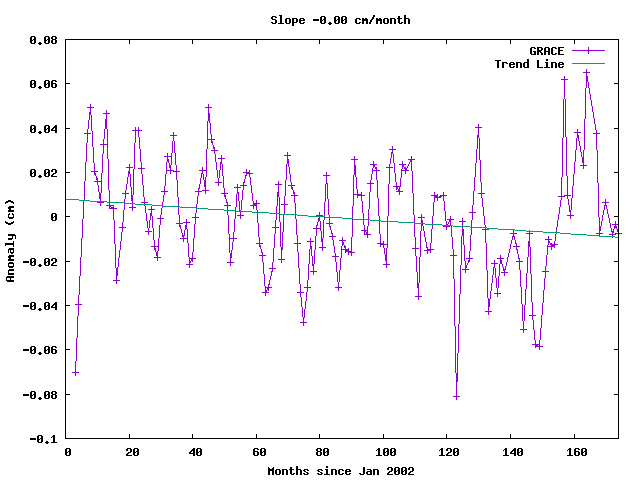 Slope -0.00 cm/month
GRACE
Trend Line
0.08
0.06
0.04
0.02
0
-0.02
-0.04
-0.06
-0.08
-0.1
Anomaly (cm)
0 20 40 60 80 100 120 140 160
Months since Jan 2002